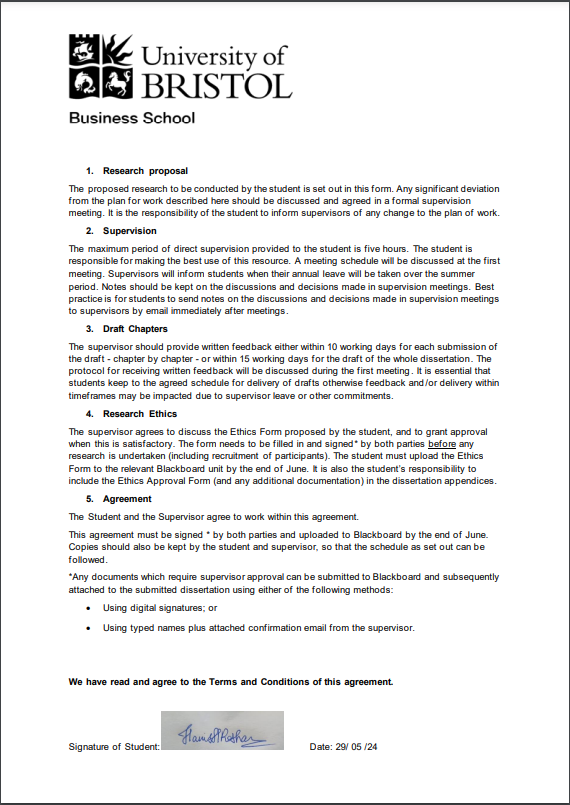 University of
BRISTOL
Business School
1. Research proposal
The proposed research to be conducted by the student is set out in this form. Any significant deviation
from the plan for work described here should be discussed and agreed in a formal supervision
meeting. It is the responsibility of the student to inform supervisors of any change to the plan of work.
2. Supervision
The maximum period of direct supervision provided to the student is five hours. The student is
responsible for making the best use of this resource. A meeting schedule will be discussed at the first
meeting. Supervisors will inform students when their annual leave will be taken over the summer
period. Notes should be kept on the discussions and decisions made in supervision meetings. Best
practice is for students to send notes on the discussions and decisions made in supervision meetings
to supervisors by email immediately after meetings.
3. Draft Chapters
The supervisor should provide written feedback either within 10 working days for each submission of
the draft - chapter by chapter - or within 15 working days for the draft of the whole dissertation. The
protocol for receiving written feedback will be discussed during the first meeting. It is essential that
students keep to the agreed schedule for delivery of drafts otherwise feedback and/or delivery within
timeframes may be impacted due to supervisor leave or other commitments.
4. Research Ethics
The supervisor agrees to discuss the Ethics Form proposed by the student, and to grant approval
when this is satisfactory. The form needs to be filled in and signed* by both parties before any
research is undertaken (including recruitment of participants). The student must upload the Ethics
Form to the relevant Blackboard unit by the end of June. It is also the student's responsibility to
include the Ethics Approval Form (and any additional documentation) in the dissertation appendices.
5. Agreement
The Student and the Supervisor agree to work within this agreement.
This agreement must be signed * by both parties and uploaded to Blackboard by the end of June.
Copies should also be kept by the student and supervisor, so that the schedule as set out can be
followed.
*Any documents which require supervisor approval can be submitted to Blackboard and subsequently
attached to the submitted dissertation using either of the following methods:
• Using digital signatures; or
• Using typed names plus attached confirmation email from the supervisor.
We have read and agree to the Terms and Conditions of this agreement.
Signature of Student: Date: 29/ 05 /24